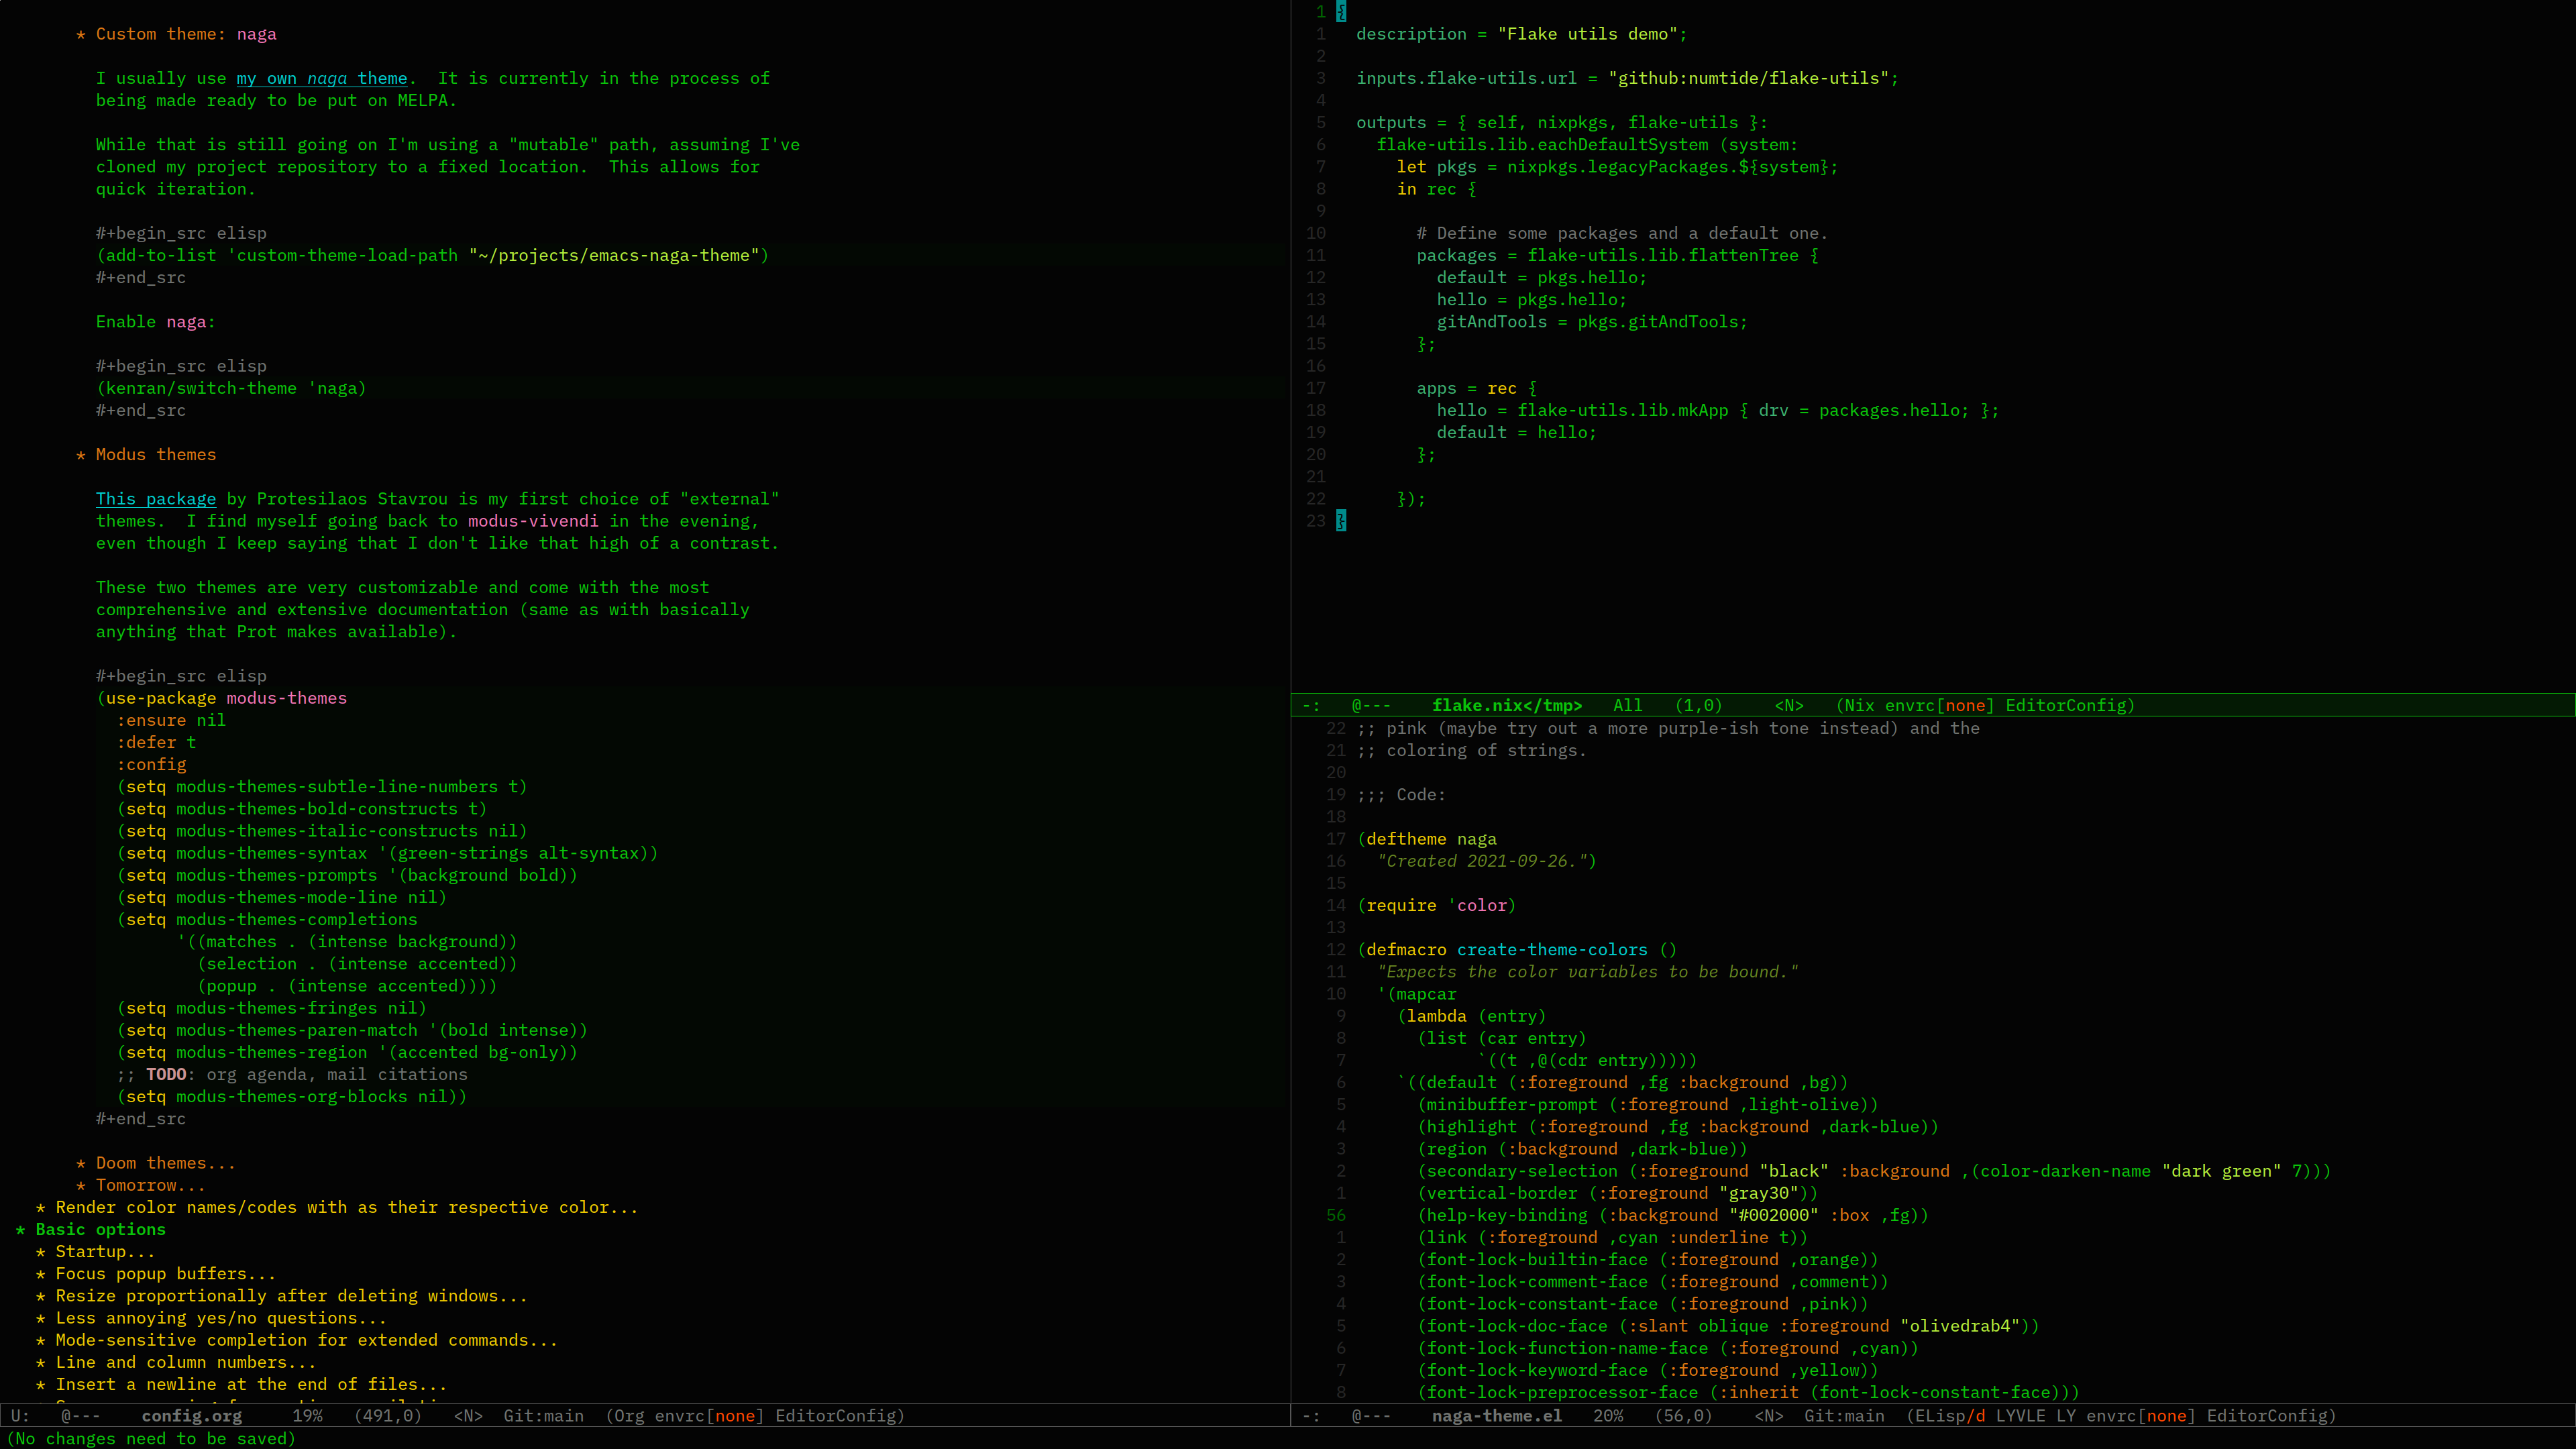 * Custom theme: naga
I usually use my own naga theme.  It is currently in the process of
being made ready to be put on MELPA.
While that is still going on I'm using a "mutable" path, assuming I've
cloned my project repository to a fixed location.  This allows for
quick iteration.
#+begin_src elisp
(add-to-list 'custom-theme-load-path "~/projects/emacs-naga-theme")
#+end_src
Enable naga:
#+begin_src elisp
(kenran/switch-theme 'naga)
#+end_src
* Modus themes
This package by Protesilaos Stavrou is my first choice of "external"
themes.  I find myself going back to modus-vivendi in the evening,
even though I keep saying that I don't like that high of a contrast.
These two themes are very customizable and come with the most
comprehensive and extensive documentation (same as with basically
anything that Prot makes available).
#+begin_src elisp
(use-package modus-themes
:ensure nil
:defer t
:config
(setq modus-themes-subtle-line-numbers t)
(setq modus-themes-bold-constructs t)
(setq modus-themes-italic-constructs nil)
(setq modus-themes-syntax '(green-strings alt-syntax))
(setq modus-themes-prompts '(background bold))
(setq modus-themes-mode-line nil)
(setq modus-themes-completions
'((matches . (intense background))
(selection . (intense accented))
(popup . (intense accented))))
(setq modus-themes-fringes nil)
(setq modus-themes-paren-match '(bold intense))
(setq modus-themes-region '(accented bg-only))
;; TODO: org agenda, mail citations
(setq modus-themes-org-blocks nil))
#+end_src
* Doom themes...
* Tomorrow...
* Render color names/codes with as their respective color...
* Basic options
* Startup...
* Focus popup buffers...
* Resize proportionally after deleting windows...
* Less annoying yes/no questions...
* Mode-sensitive completion for extended commands...
* Line and column numbers...
* Insert a newline at the end of files...
U:   @---    config.org     19%   (491,0)   <N>  Git:main  (Org envrc[none] EditorConfig)
(No changes need to be saved)
1 {
1 description = "Flake utils demo";
2
3 inputs.flake-utils.url = "github:numtide/flake-utils";
4
5 outputs = { self, nixpkgs, flake-utils }:
6 flake-utils.lib.eachDefaultSystem (system:
7 let pkgs = nixpkgs.legacyPackages.${system};
8 in rec {
9
10 # Define some packages and a default one.
11 packages = flake-utils.lib.flattenTree {
12 default = pkgs.hello;
13 hello = pkgs.hello;
14 gitAndTools = pkgs.gitAndTools;
15 };
16
17 apps = rec {
18 hello = flake-utils.lib.mkApp { drv = packages.hello; };
19 default = hello;
20 };
21
22 });
23 }
-:   @---    flake.nix</tmp>   All   (1,0)     <N>   (Nix envrc[none] EditorConfig)
22 ;; pink (maybe try out a more purple-ish tone instead) and the
21 ;; coloring of strings.
20
19 ;;; Code:
18
17 (deftheme naga
16 "Created 2021-09-26.")
15
14 (require 'color)
13
12 (defmacro create-theme-colors ()
11 "Expects the color variables to be bound."
10 '(mapcar
9 (lambda (entry)
8 (list (car entry)
7 `((t ,@(cdr entry)))))
6 `((default (:foreground ,fg :background ,bg))
5 (minibuffer-prompt (:foreground ,light-olive))
4 (highlight (:foreground ,fg :background ,dark-blue))
3 (region (:background ,dark-blue))
2 (secondary-selection (:foreground "black" :background ,(color-darken-name "dark green" 7)))
1 (vertical-border (:foreground "gray30"))
56 (help-key-binding (:background "#002000" :box ,fg))
1 (link (:foreground ,cyan :underline t))
2 (font-lock-builtin-face (:foreground ,orange))
3 (font-lock-comment-face (:foreground ,comment))
4 (font-lock-constant-face (:foreground ,pink))
5 (font-lock-doc-face (:slant oblique :foreground "olivedrab4"))
6 (font-lock-function-name-face (:foreground ,cyan))
7 (font-lock-keyword-face (:foreground ,yellow))
8 (font-lock-preprocessor-face (:inherit (font-lock-constant-face)))
-:   @---    naga-theme.el   20%   (56,0)    <N>  Git:main  (ELisp/d LYVLE LY envrc[none] EditorConfig)